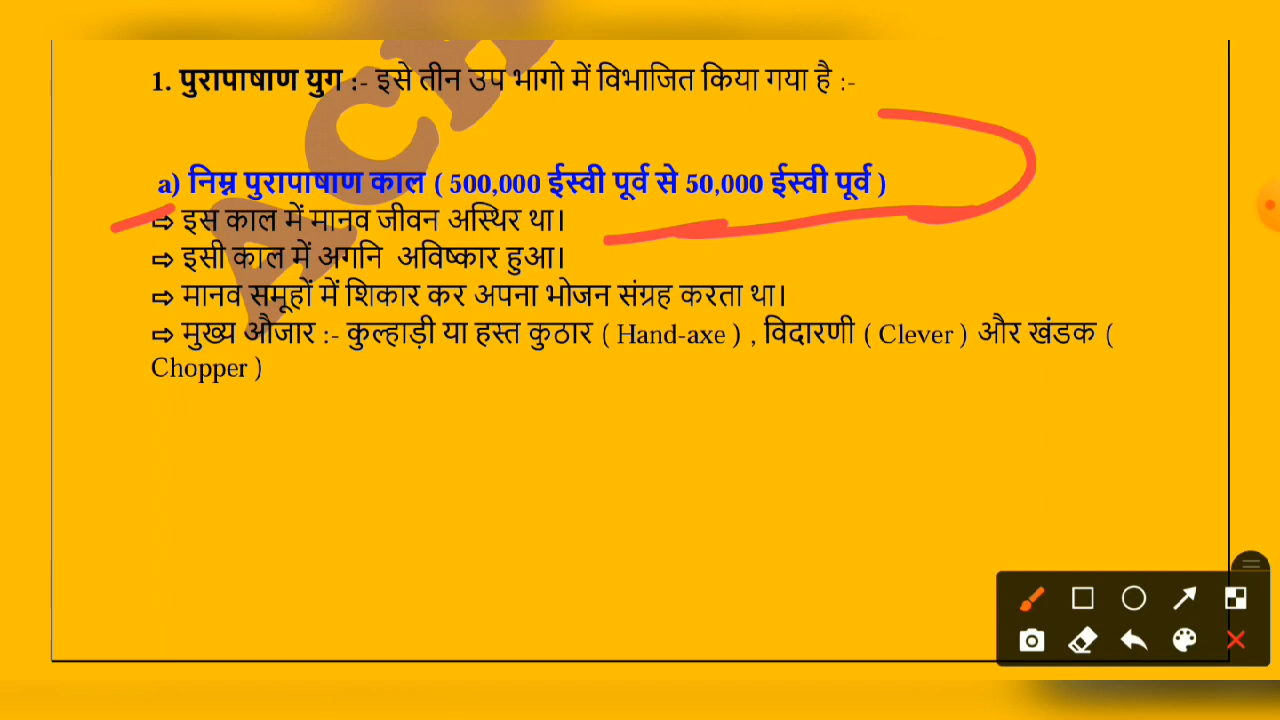 1. पुरापाषाण युग :- इसे तीन उप भागो में विभाजित किया गया है :-
a) निम्न पुरापाषाण काल ( 500,000 ईस्वी पूर्व से 50,000 ईस्वी पूर्व )
⇨ इस काल में मानव जीवन अस्थिर था।
⇨ इसी काल में अगनि अविष्कार हुआ।
⇨ मानव समूहों में शिकार कर अपना भोजन संग्रह करता था।
⇨ मुख्य औजार :- कुल्हाड़ी या हस्त कुठार ( Hand-axe ) , विदारणी ( Clever ) और खंडक (
Chopper )
ACH